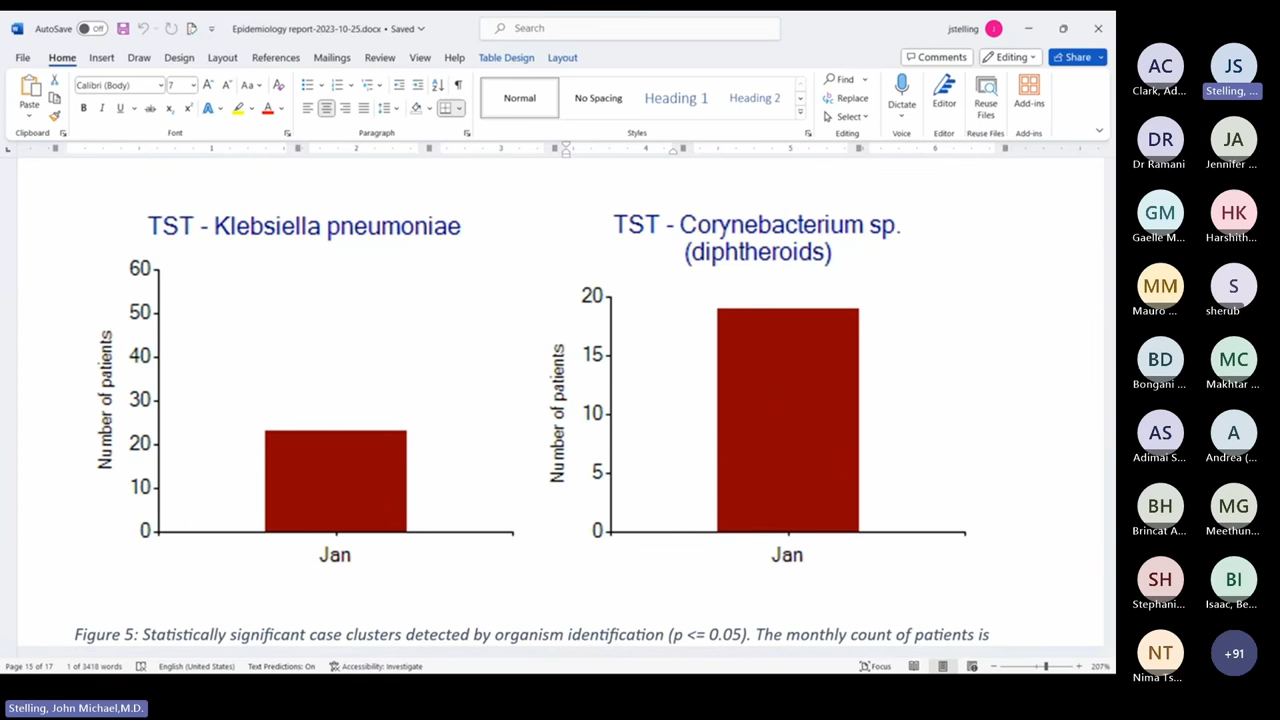 AutoSave Off Epidemiology report-2023-10-25.docx • Saved Search jstelling
File Home Insert Draw Design Layout References Mailings Review View Help Table Design Layout Comments Editing Share
Paste Calibri (Body) 7 Normal No Spacing Heading 1 Heading 2 Find Replace Select Dictate Editor Reuse Files Add-ins
Clipboard Font Paragraph Styles Editing Voice Editor Reuse Files Add-ins
1 2 3 4 5 6
TST - Klebsiella pneumoniae
60
50
40
30
20
10
0
Number of patients
Jan
TST - Corynebacterium sp.
(diphtheroids)
20
15
10
5
0
Number of patients
Jan
Figure 5: Statistically significant case clusters detected by organism identification (p <= 0.05). The monthly count of patients is
Page 15 of 17 1 of 3418 words English (United States) Text Predictions: On Accessibility: Investigate Focus 207%
Stelling, John Michael,M.D.
AC JS
Clark, Ad... Stelling, ...
DR JA
Dr Ramani Jennifer ...
GM HK
Gaelle M... Harshith...
MM S
Mauro ... sherub
BD MC
Bongani ... Makhtar ...
AS A
Adimai S... Andrea (...
BH MG
Brincat A... Meethun...
SH BI
Stephani... Isaac, Be...
NT +91
Nima Ts...